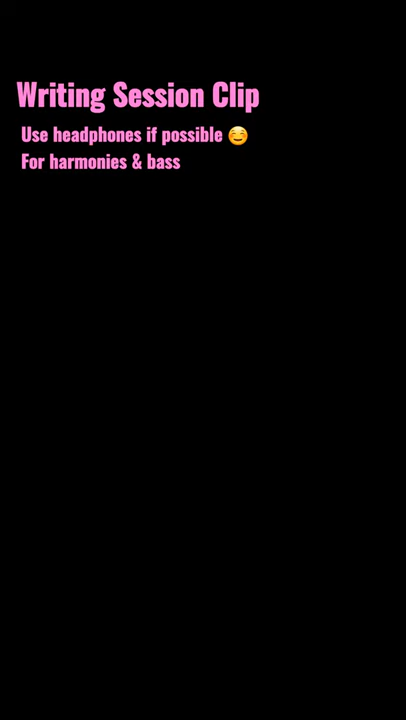 Writing Session Clip
Use headphones if possible ☺️
For harmonies & bass